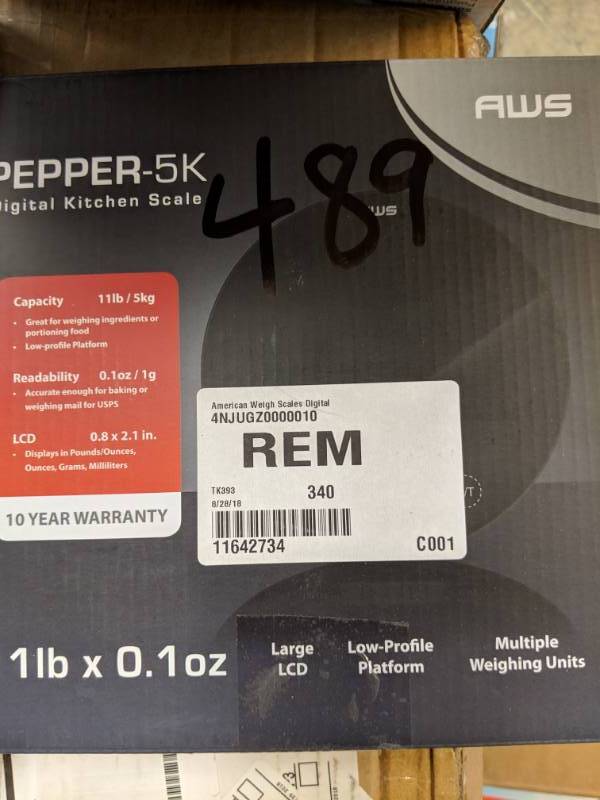 AWS
PEPPER-5K
igital Kitchen Scale
489
WS
Capacity 11lb / 5kg
• Great for weighing ingredients or
portioning food
• Low-profile Platform
Readability 0.1oz / 1g
• Accurate enough for baking or
weighing mail for USPS
LCD 0.8 x 2.1 in.
• Displays in Pounds/Ounces,
Ounces, Grams, Milliliters
10 YEAR WARRANTY
American Weigh Scales Digital
4NJUGZ0000010
REM
TK393 340
8/28/18
11642734 C001
/T
1lb x 0.1oz
Large
LCD
Low-Profile
Platform
Multiple
Weighing Units